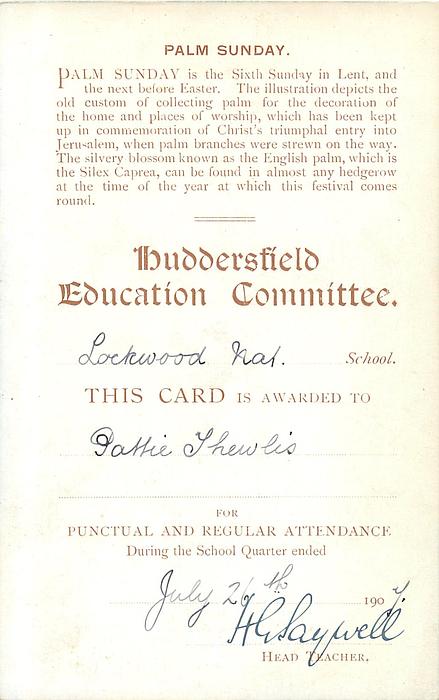 PALM SUNDAY.
PALM SUNDAY is the Sixth Sunday in Lent, and
the next before Easter. The illustration depicts the
old custom of collecting palm for the decoration of
the home and places of worship, which has been kept
up in commemoration of Christ's triumphal entry into
Jerusalem, when palm branches were strewn on the way.
The silvery blossom known as the English palm, which is
the Silex Caprea, can be found in almost any hedgerow
at the time of the year at which this festival comes
round.
Huddersfield
Education Committee.
Lockwood Nat. School.
THIS CARD IS AWARDED TO
Pattie Thewlis
FOR
PUNCTUAL AND REGULAR ATTENDANCE
During the School Quarter ended
July 26th 1907.
H G Saywell
HEAD TEACHER.